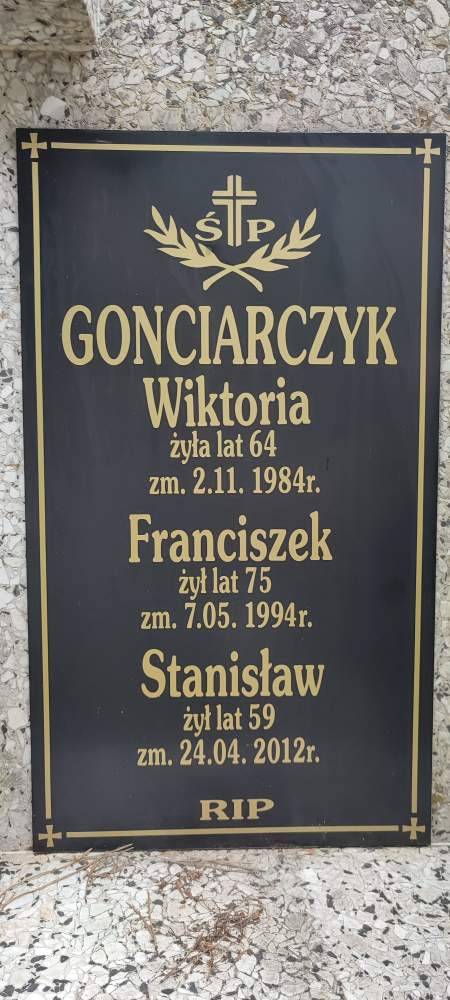 Ś P
GONCIARCZYK
Wiktoria
żyła lat 64
zm. 2.11. 1984r.
Franciszek
żył lat 75
zm. 7.05. 1994r.
Stanisław
żył lat 59
zm. 24.04. 2012r.
RIP